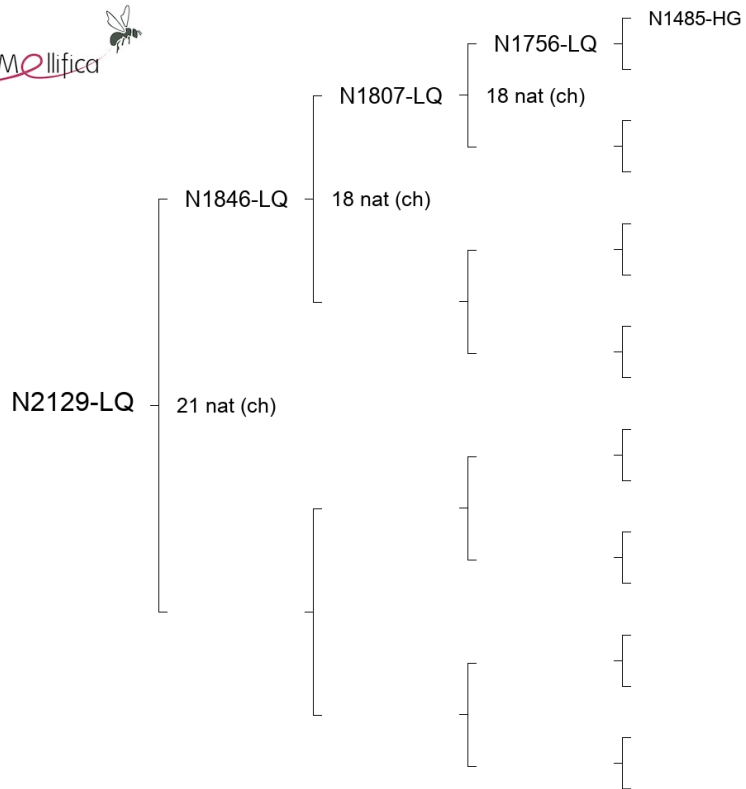 Mellifica
N1485-HG
N1756-LQ
N1807-LQ
18 nat (ch)
N1846-LQ
18 nat (ch)
N2129-LQ
21 nat (ch)